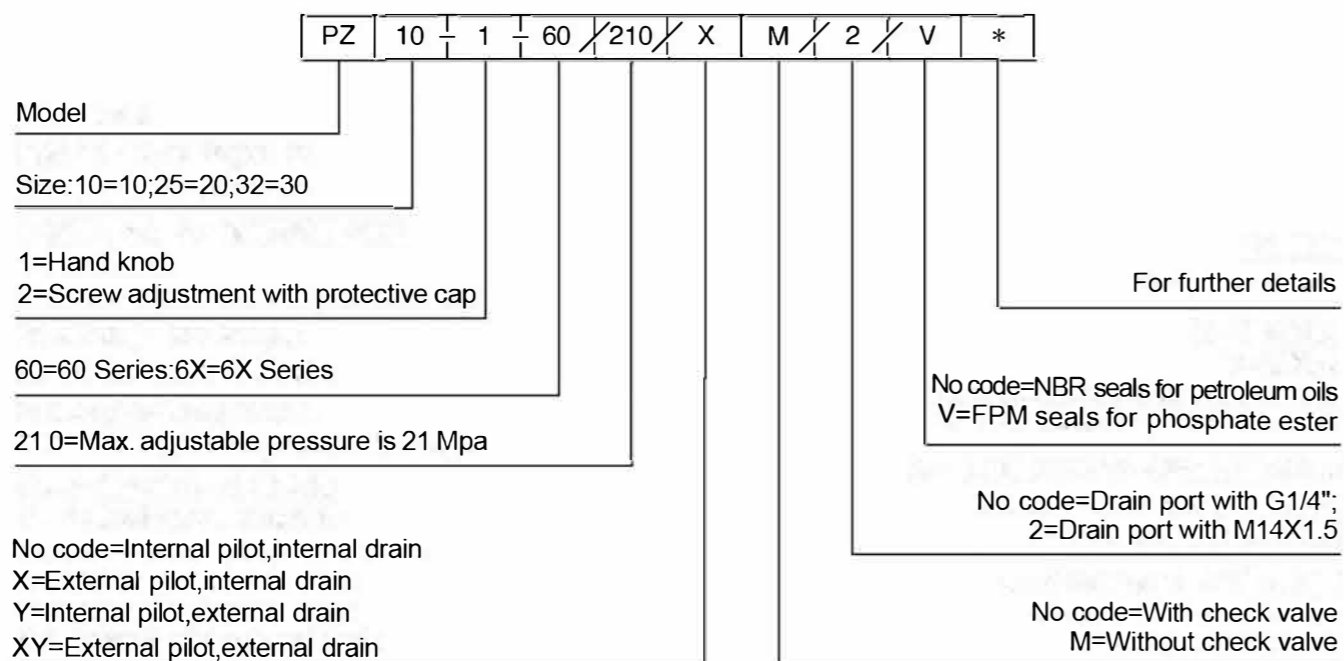 PZ 10 - 1 - 60 / 210 / X M / 2 / V *
Model
Size:10=10;25=20;32=30
1=Hand knob
2=Screw adjustment with protective cap
60=60 Series:6X=6X Series
21 0=Max. adjustable pressure is 21 Mpa
No code=Internal pilot,internal drain
X=External pilot,internal drain
Y=Internal pilot,external drain
XY=External pilot,external drain
For further details
No code=NBR seals for petroleum oils
V=FPM seals for phosphate ester
No code=Drain port with G1/4";
2=Drain port with M14X1.5
No code=With check valve
M=Without check valve